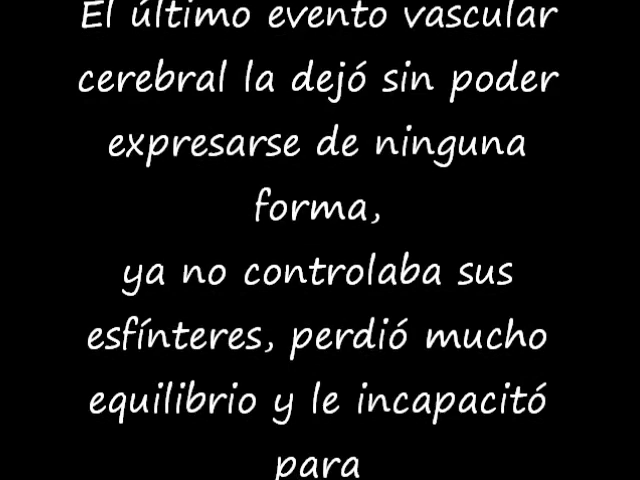 El último evento vascular
cerebral la dejó sin poder
expresarse de ninguna
forma,
ya no controlaba sus
esfínteres, perdió mucho
equilibrio y le incapacitó
para